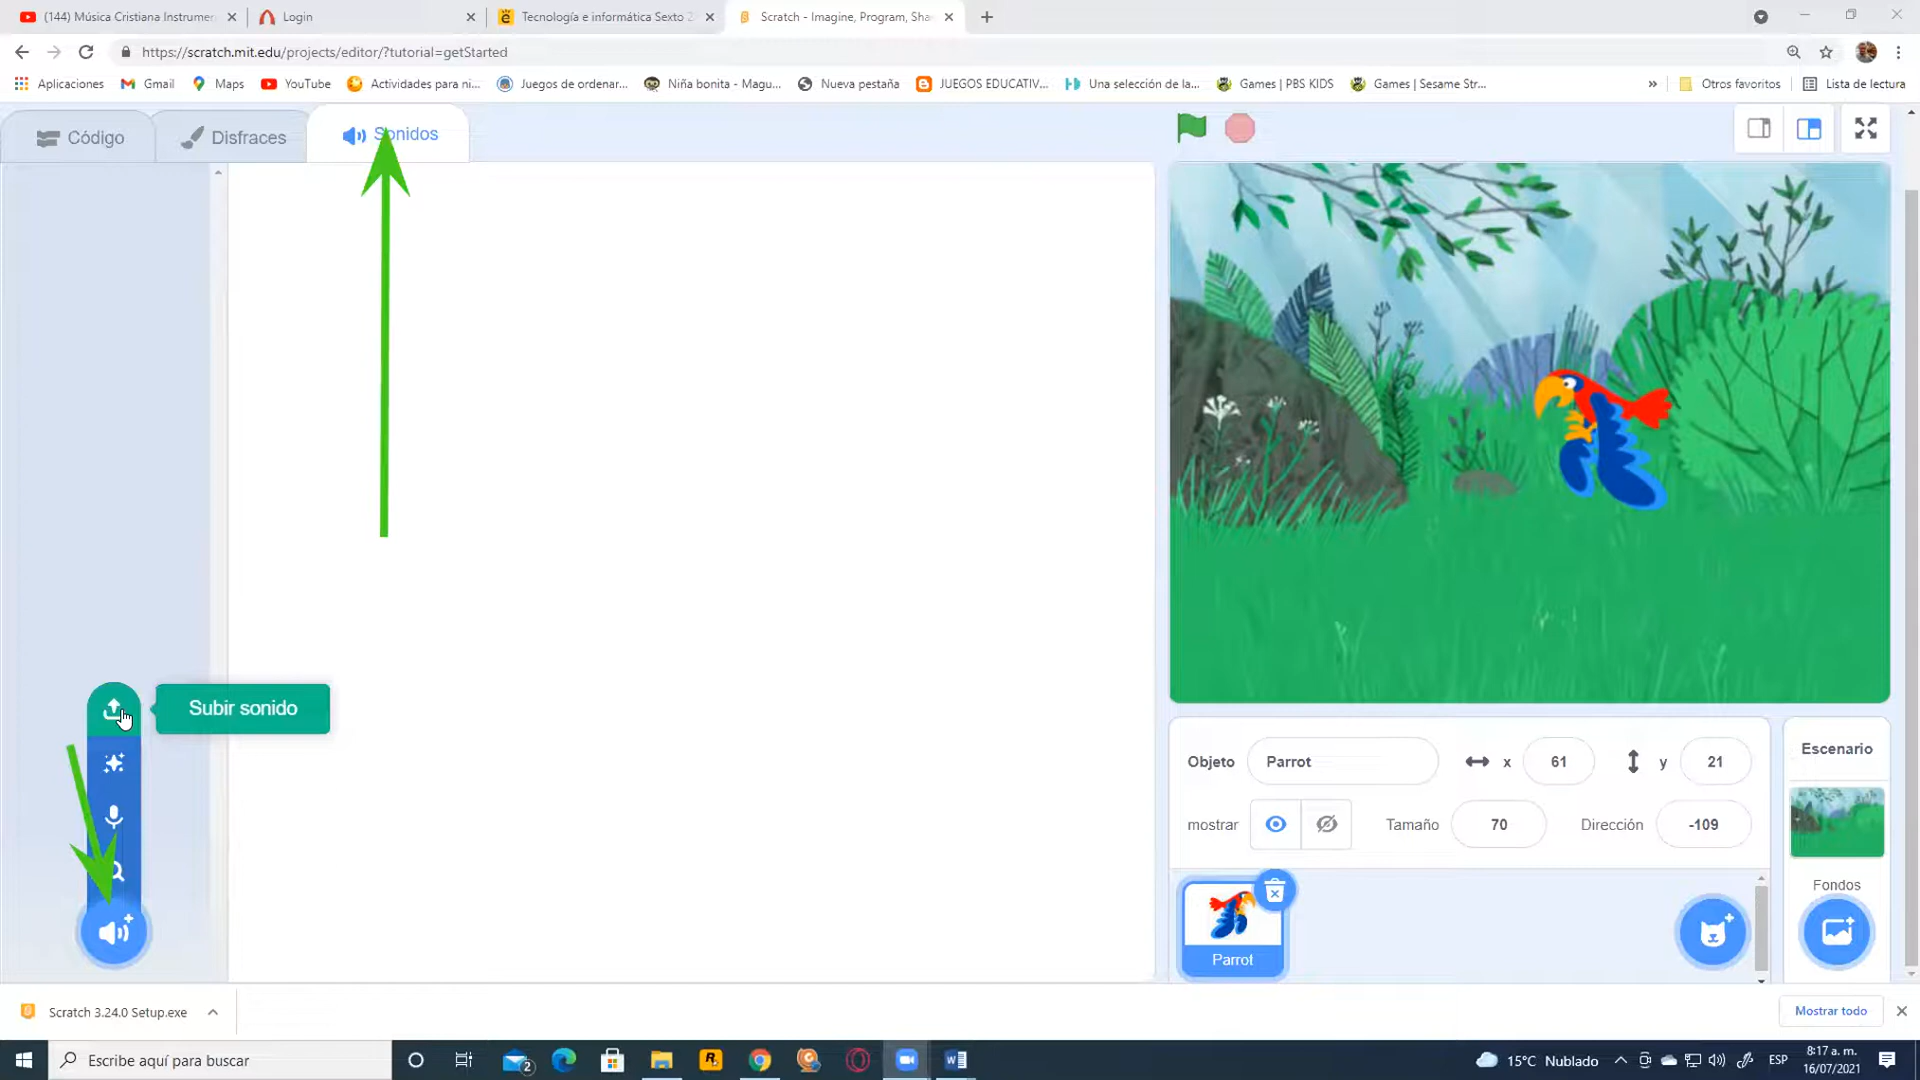 (144) Música Cristiana Instrumen
Login
Tecnología e informática Sexto 2
Scratch - Imagine, Program, Sha
https://scratch.mit.edu/projects/editor/?tutorial=getStarted
Aplicaciones
Gmail
Maps
YouTube
Actividades para ni...
Juegos de ordenar...
Niña bonita - Magu...
Nueva pestaña
JUEGOS EDUCATIV...
Una selección de la...
Games | PBS KIDS
Games | Sesame Str...
»
Otros favoritos
Lista de lectura
Código
Disfraces
Sonidos
Subir sonido
Objeto
Parrot
x
61
y
21
mostrar
Tamaño
70
Dirección
-109
Parrot
Escenario
Fondos
Scratch 3.24.0 Setup.exe
Mostrar todo
Escribe aquí para buscar
2
15°C Nublado
ESP
8:17 a. m.
16/07/2021